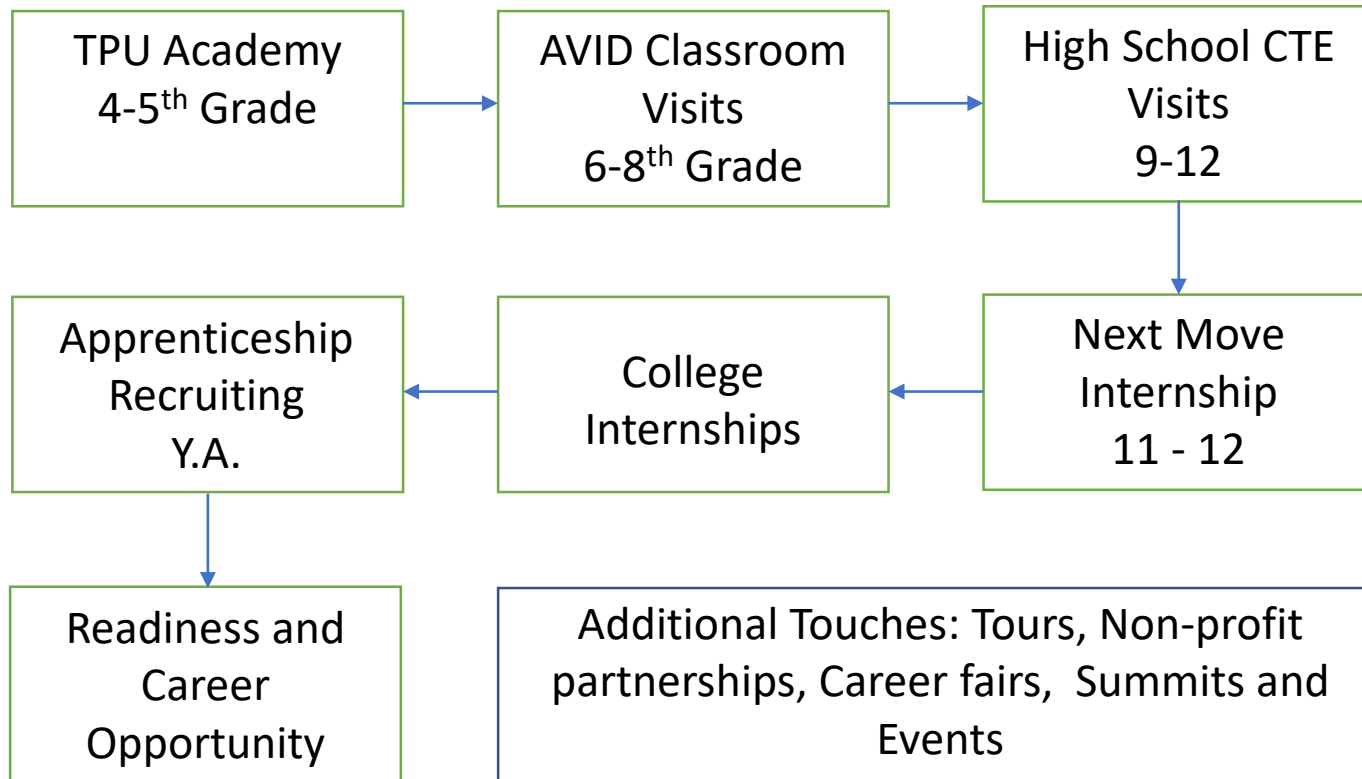 TPU Academy
4-5th Grade
AVID Classroom
Visits
6-8th Grade
High School CTE
Visits
9-12
Apprenticeship
Recruiting
Y.A.
College
Internships
Next Move
Internship
11 - 12
Readiness and
Career
Opportunity
Additional Touches: Tours, Non-profit
partnerships, Career fairs,  Summits and
Events